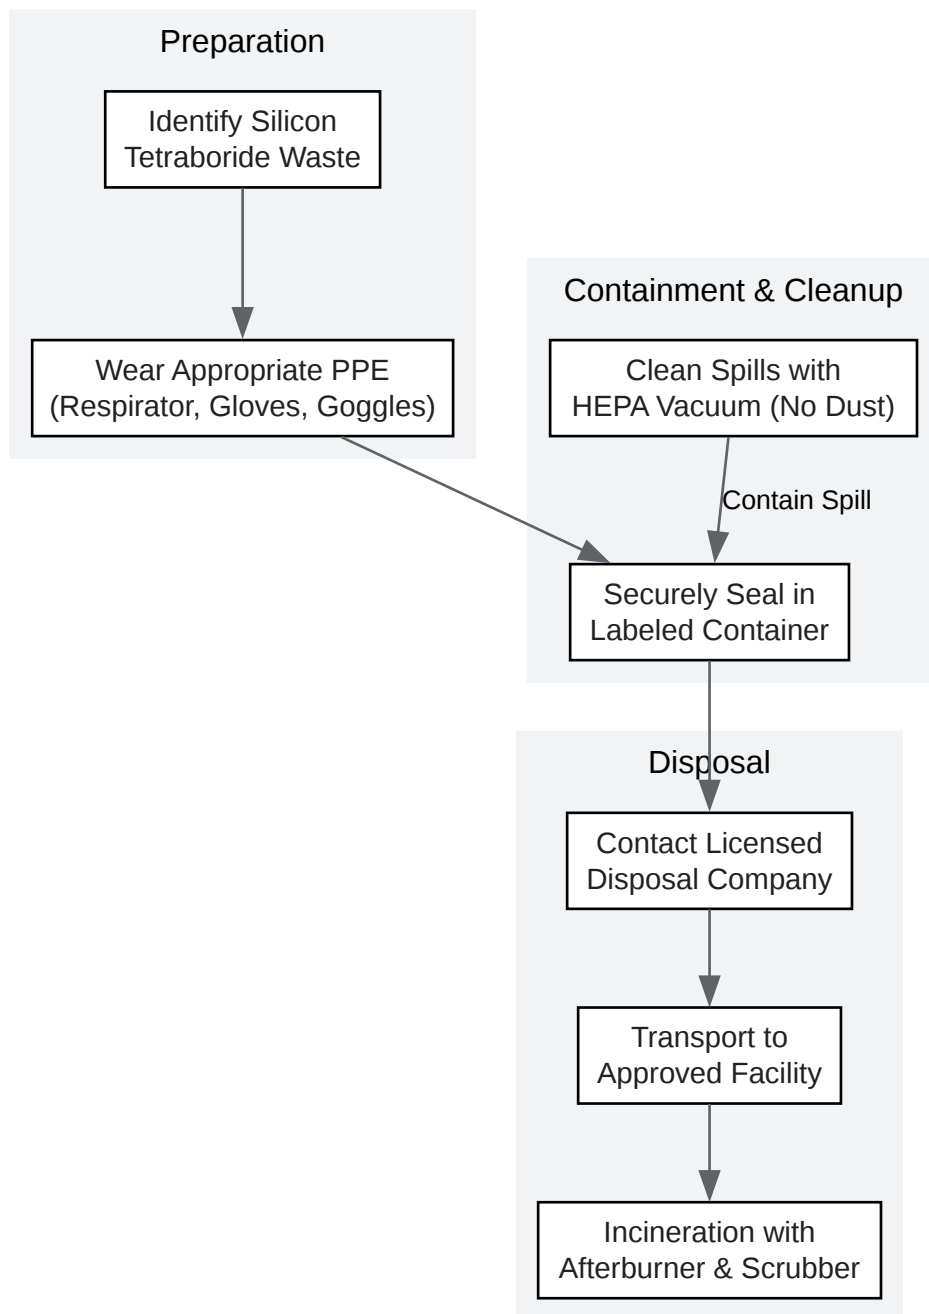 Preparation
Identify Silicon
Tetraboride Waste
Wear Appropriate PPE
(Respirator, Gloves, Goggles)
Containment & Cleanup
Clean Spills with
HEPA Vacuum (No Dust)
Contain Spill
Securely Seal in
Labeled Container
Disposal
Contact Licensed
Disposal Company
Transport to
Approved Facility
Incineration with
Afterburner & Scrubber